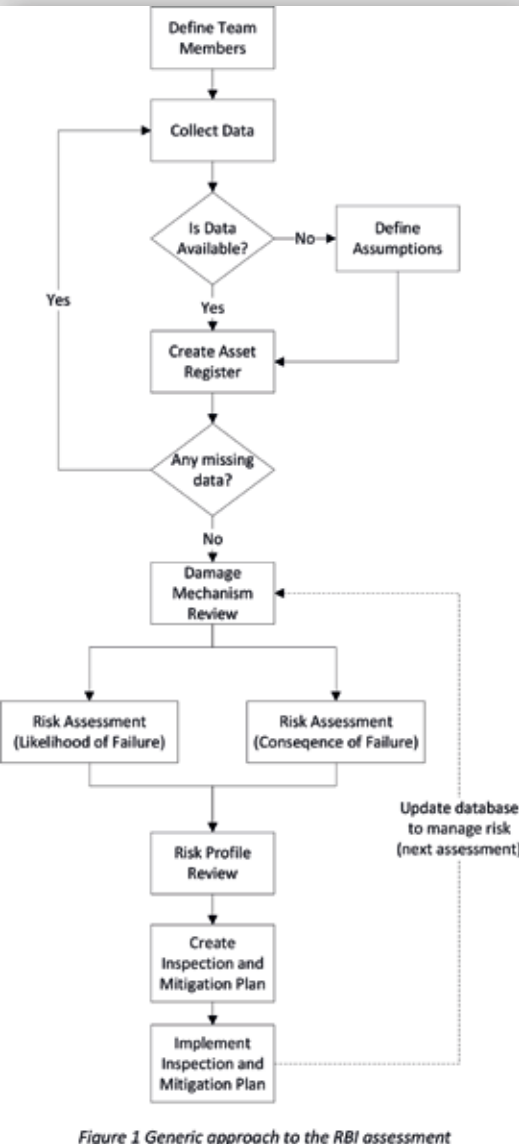 Define Team
Members
Collect Data
Is Data
Available?
No
Define
Assumptions
Yes
Yes
Create Asset
Register
Any missing
data?
No
Damage
Mechanism
Review
Risk Assessment
(Likelihood of Failure)
Risk Assessment
(Conseqence of Failure)
Update database
to manage risk
(next assessment)
Risk Profile
Review
Create
Inspection and
Mitigation Plan
Implement
Inspection and
Mitigation Plan
Figure 1 Generic approach to the RBI assessment